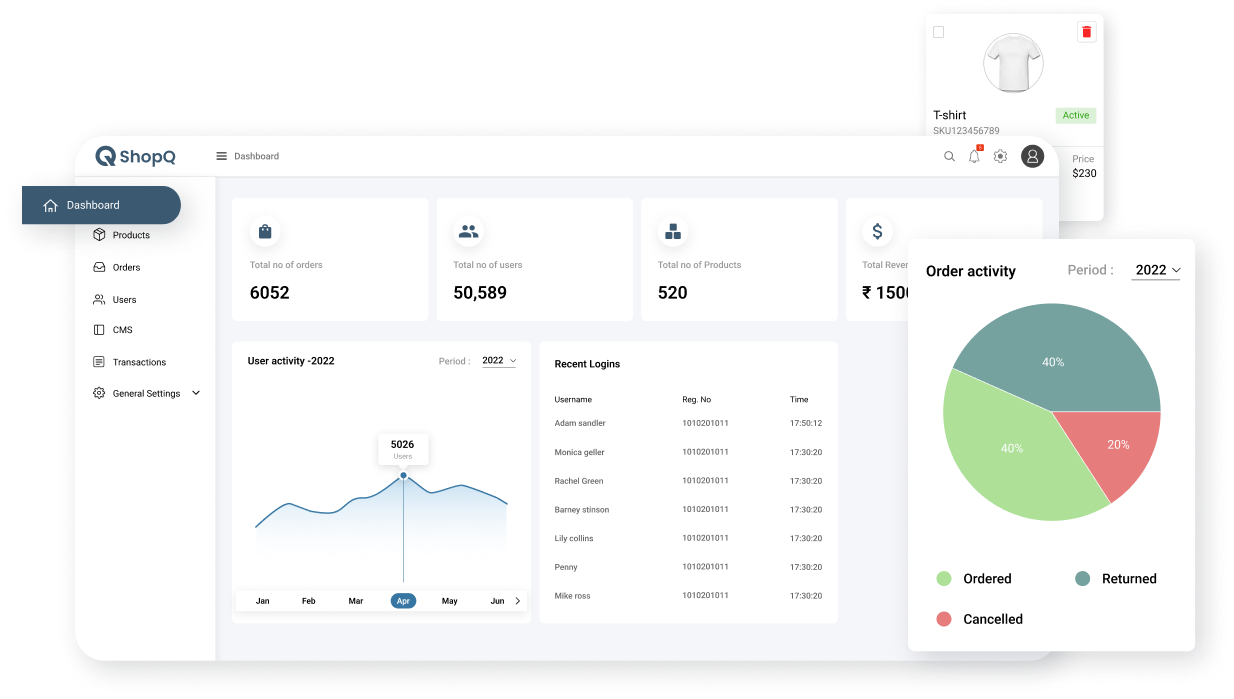 T-shirt
Active
SKU123456789
Price
$230
ShopQ
Dashboard
Dashboard
Products
Orders
Users
CMS
Transactions
General Settings
Total no of orders
6052
Total no of users
50,589
Total no of Products
520
$
Total Rever
₹ 1500
User activity -2022
Period :
2022
5026
Users
Jan
Feb
Mar
Apr
May
Jun
Recent Logins
Username Reg. No Time
Adam sandler 1010201011 17:50:12
Monica geller 1010201011 17:30:20
Rachel Green 1010201011 17:30:20
Barney stinson 1010201011 17:30:20
Lily collins 1010201011 17:30:20
Penny 1010201011 17:30:20
Mike ross 1010201011 17:30:20
Order activity
Period :
2022
40%
40%
20%
Ordered
Returned
Cancelled